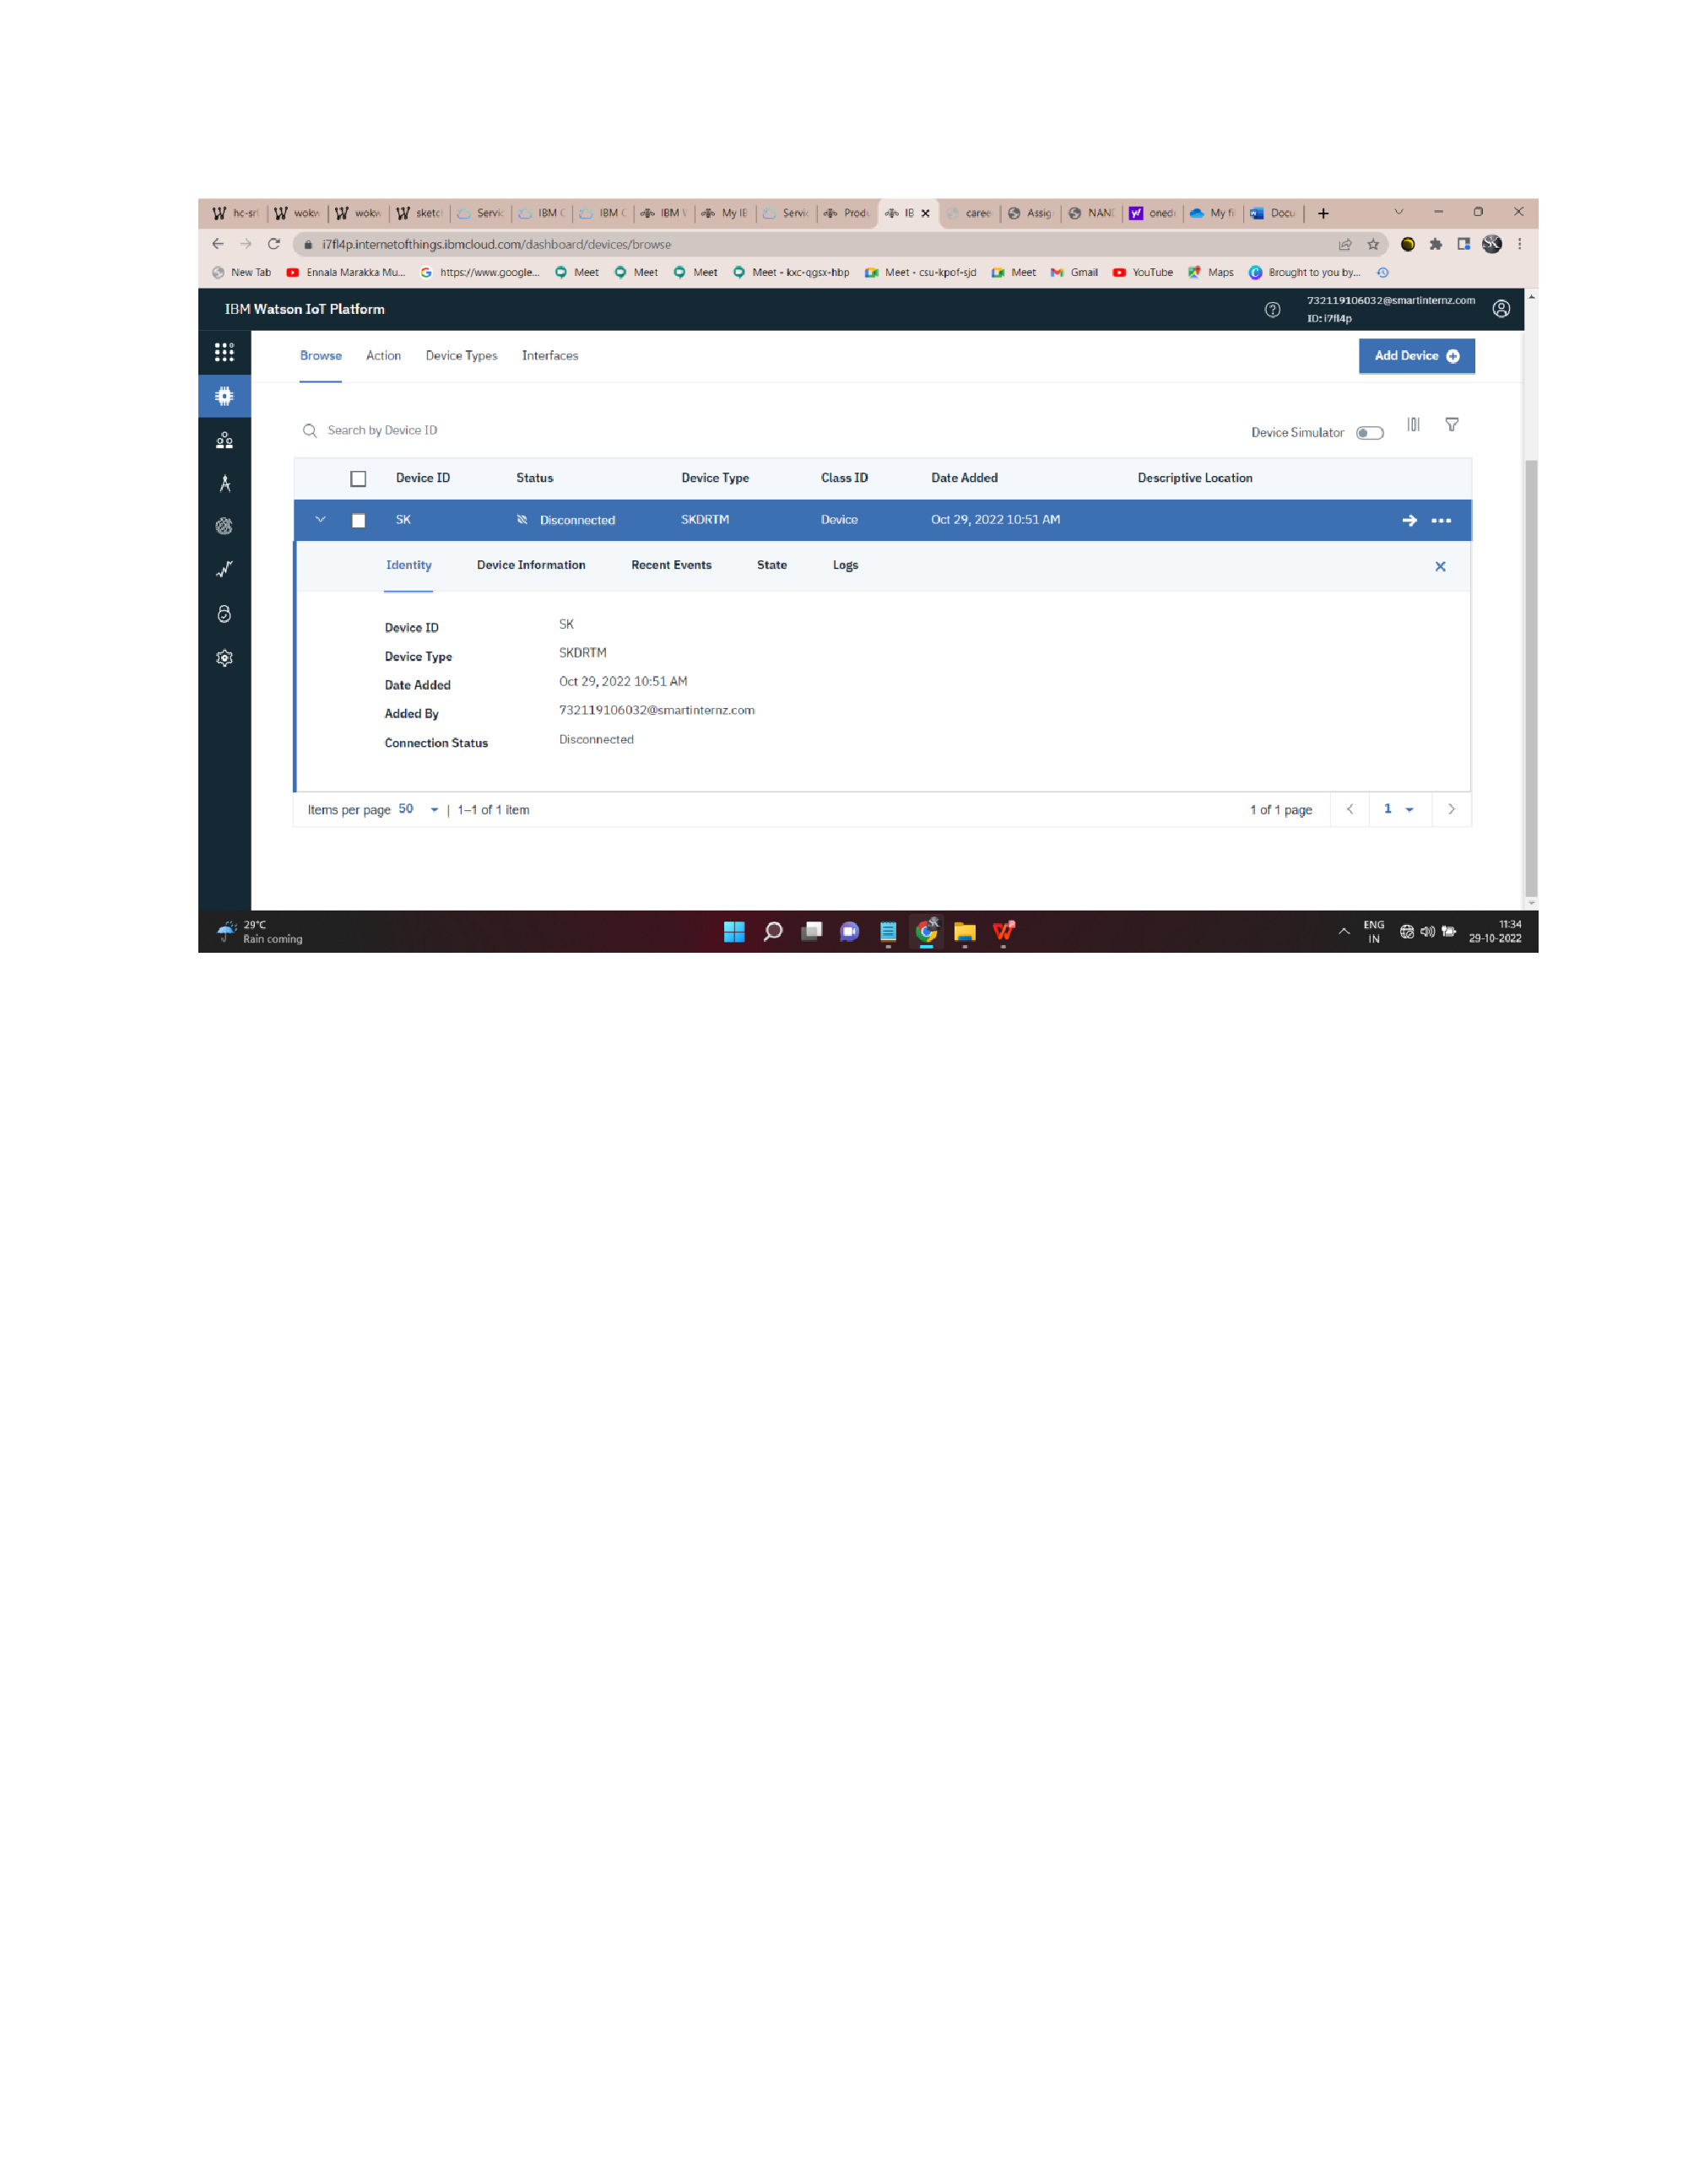 hc-sr wokw wokw sketc Servic IBM C IBM C IBM W My IB Servic Produ IB caree Assig NANI oned My fi Docu
i7fl4p.internetofthings.ibmcloud.com/dashboard/devices/browse
New Tab Ennala Marakka Mu... https://www.google... Meet Meet Meet Meet - kxc-qgsx-hbp Meet - csu-kpof-sjd Meet Gmail YouTube Maps Brought to you by...
IBM Watson IoT Platform
732119106032@smartinternz.com
ID: i7fl4p
Browse Action Device Types Interfaces Add Device
Search by Device ID Device Simulator
Device ID Status Device Type Class ID Date Added Descriptive Location
SK Disconnected SKDRTM Device Oct 29, 2022 10:51 AM
Identity Device Information Recent Events State Logs
Device ID SK
Device Type SKDRTM
Date Added Oct 29, 2022 10:51 AM
Added By 732119106032@smartinternz.com
Connection Status Disconnected
Items per page 50 | 1–1 of 1 item 1 of 1 page 1
29°C
Rain coming
ENG
IN
11:34
29-10-2022